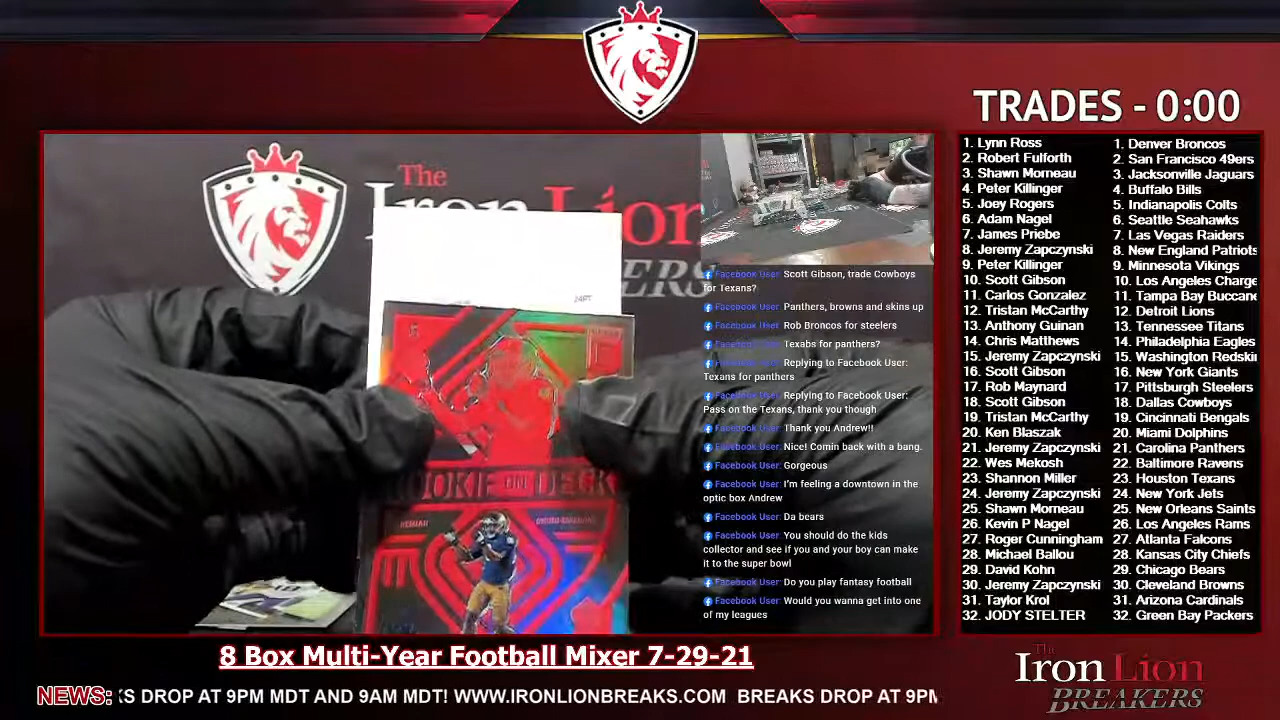 TRADES - 0:00
1. Lynn Ross
2. Robert Fulforth
3. Shawn Morneau
4. Peter Killinger
5. Joey Rogers
6. Adam Nagel
7. James Priebe
8. Jeremy Zapczynski
9. Peter Killinger
10. Scott Gibson
11. Carlos Gonzalez
12. Tristan McCarthy
13. Anthony Guinan
14. Chris Matthews
15. Jeremy Zapczynski
16. Scott Gibson
17. Rob Maynard
18. Scott Gibson
19. Tristan McCarthy
20. Ken Blaszak
21. Jeremy Zapczynski
22. Wes Mekosh
23. Shannon Miller
24. Jeremy Zapczynski
25. Shawn Morneau
26. Kevin P Nagel
27. Roger Cunningham
28. Michael Ballou
29. David Kohn
30. Jeremy Zapczynski
31. Taylor Krol
32. JODY STELTER
1. Denver Broncos
2. San Francisco 49ers
3. Jacksonville Jaguars
4. Buffalo Bills
5. Indianapolis Colts
6. Seattle Seahawks
7. Las Vegas Raiders
8. New England Patriots
9. Minnesota Vikings
10. Los Angeles Charge
11. Tampa Bay Buccane
12. Detroit Lions
13. Tennessee Titans
14. Philadelphia Eagles
15. Washington Redski
16. New York Giants
17. Pittsburgh Steelers
18. Dallas Cowboys
19. Cincinnati Bengals
20. Miami Dolphins
21. Carolina Panthers
22. Baltimore Ravens
23. Houston Texans
24. New York Jets
25. New Orleans Saints
26. Los Angeles Rams
27. Atlanta Falcons
28. Kansas City Chiefs
29. Chicago Bears
30. Cleveland Browns
31. Arizona Cardinals
32. Green Bay Packers
The
Iron Lion
ERS
ROOKIE ON DECK
Facebook User: Scott Gibson, trade Cowboys
for Texans?
Facebook User: Panthers, browns and skins up
Facebook User: Rob Broncos for steelers
Facebook User: Texabs for panthers?
Facebook User: Replying to Facebook User:
Texans for panthers
Facebook User: Replying to Facebook User:
Pass on the Texans, thank you though
Facebook User: Thank you Andrew!!
Facebook User: Nice! Comin back with a bang.
Facebook User: Gorgeous
Facebook User: I'm feeling a downtown in the
optic box Andrew
Facebook User: Da bears
Facebook User: You should do the kids
collector and see if you and your boy can make
it to the super bowl
Facebook User: Do you play fantasy football
Facebook User: Would you wanna get into one
of my leagues
8 Box Multi-Year Football Mixer 7-29-21
The
Iron Lion
BREAKERS
NEWS: KS DROP AT 9PM MDT AND 9AM MDT! WWW.IRONLIONBREAKS.COM BREAKS DROP AT 9PM